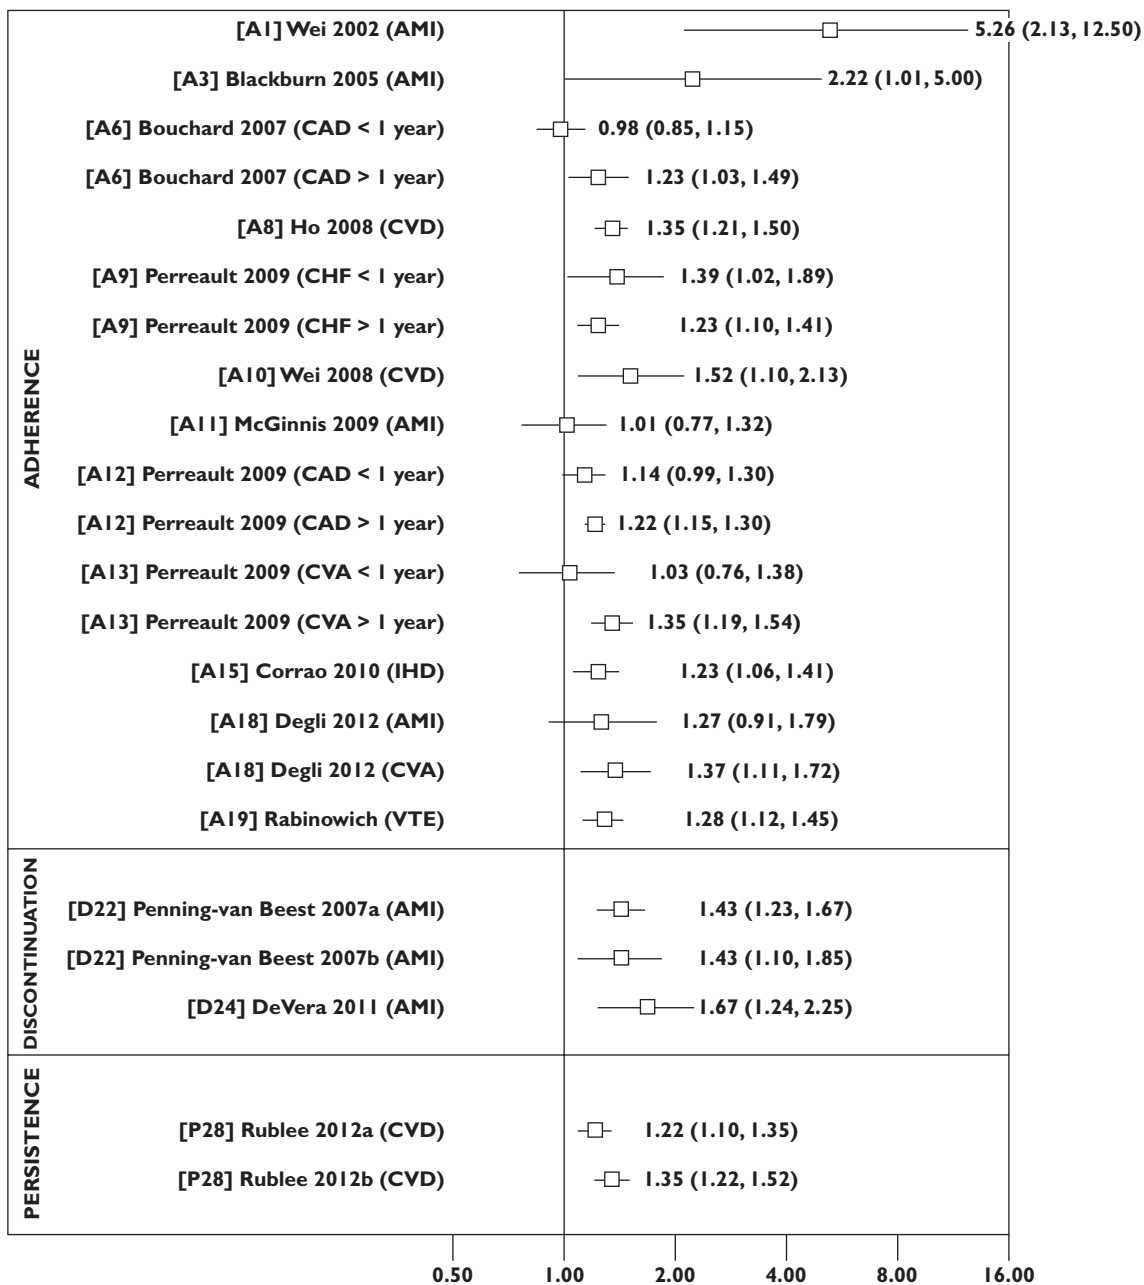 ADHERENCE
[A1] Wei 2002 (AMI) 5.26 (2.13, 12.50)
[A3] Blackburn 2005 (AMI) 2.22 (1.01, 5.00)
[A6] Bouchard 2007 (CAD < 1 year) 0.98 (0.85, 1.15)
[A6] Bouchard 2007 (CAD > 1 year) 1.23 (1.03, 1.49)
[A8] Ho 2008 (CVD) 1.35 (1.21, 1.50)
[A9] Perreault 2009 (CHF < 1 year) 1.39 (1.02, 1.89)
[A9] Perreault 2009 (CHF > 1 year) 1.23 (1.10, 1.41)
[A10] Wei 2008 (CVD) 1.52 (1.10, 2.13)
[A11] McGinnis 2009 (AMI) 1.01 (0.77, 1.32)
[A12] Perreault 2009 (CAD < 1 year) 1.14 (0.99, 1.30)
[A12] Perreault 2009 (CAD > 1 year) 1.22 (1.15, 1.30)
[A13] Perreault 2009 (CVA < 1 year) 1.03 (0.76, 1.38)
[A13] Perreault 2009 (CVA > 1 year) 1.35 (1.19, 1.54)
[A15] Corrao 2010 (IHD) 1.23 (1.06, 1.41)
[A18] Degli 2012 (AMI) 1.27 (0.91, 1.79)
[A18] Degli 2012 (CVA) 1.37 (1.11, 1.72)
[A19] Rabinowich (VTE) 1.28 (1.12, 1.45)
DISCONTINUATION
[D22] Penning-van Beest 2007a (AMI) 1.43 (1.23, 1.67)
[D22] Penning-van Beest 2007b (AMI) 1.43 (1.10, 1.85)
[D24] DeVera 2011 (AMI) 1.67 (1.24, 2.25)
PERSISTENCE
[P28] Rublee 2012a (CVD) 1.22 (1.10, 1.35)
[P28] Rublee 2012b (CVD) 1.35 (1.22, 1.52)
0.50 1.00 2.00 4.00 8.00 16.00